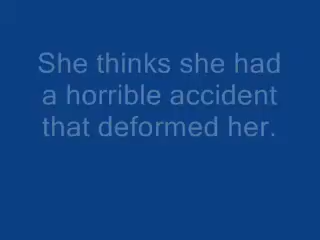 She thinks she had
a horrible accident
that deformed her.